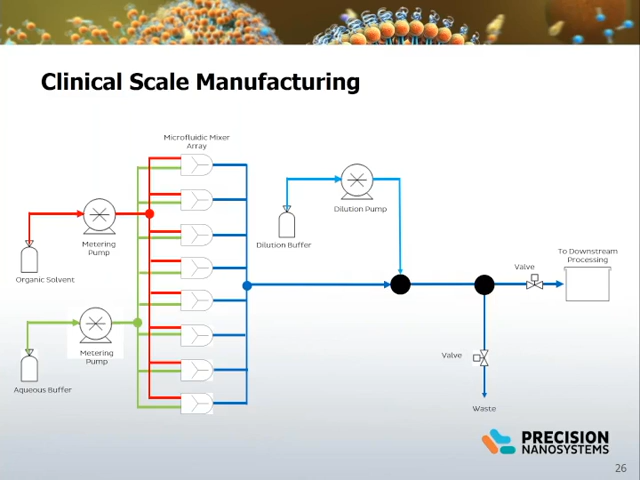 Clinical Scale Manufacturing
Microfluidic Mixer
Array
Metering
Pump
Organic Solvent
Metering
Pump
Aqueous Buffer
Dilution Pump
Dilution Buffer
To Downstream
Processing
Valve
Valve
Waste
PRECISION
NANOSYSTEMS
26